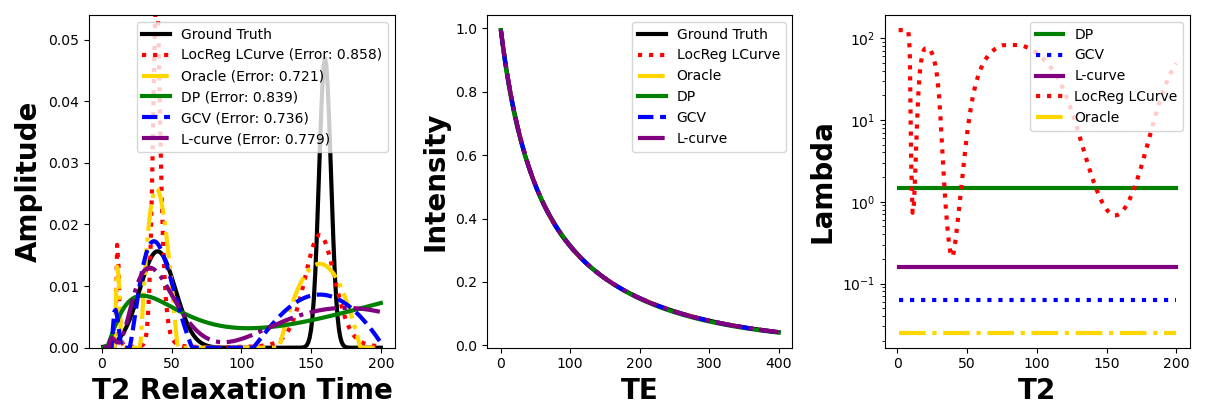 Amplitude
0.05
0.04
0.03
0.02
0.01
0.00
0
50
100
150
200
T2 Relaxation Time
Ground Truth
LocReg LCurve (Error: 0.858)
Oracle (Error: 0.721)
DP (Error: 0.839)
GCV (Error: 0.736)
L-curve (Error: 0.779)
Intensity
1.0
0.8
0.6
0.4
0.2
0.0
0
100
200
300
400
TE
Ground Truth
LocReg LCurve
Oracle
DP
GCV
L-curve
Lambda
10²
10¹
10⁰
10⁻¹
0
50
100
150
200
T2
DP
GCV
L-curve
LocReg LCurve
Oracle